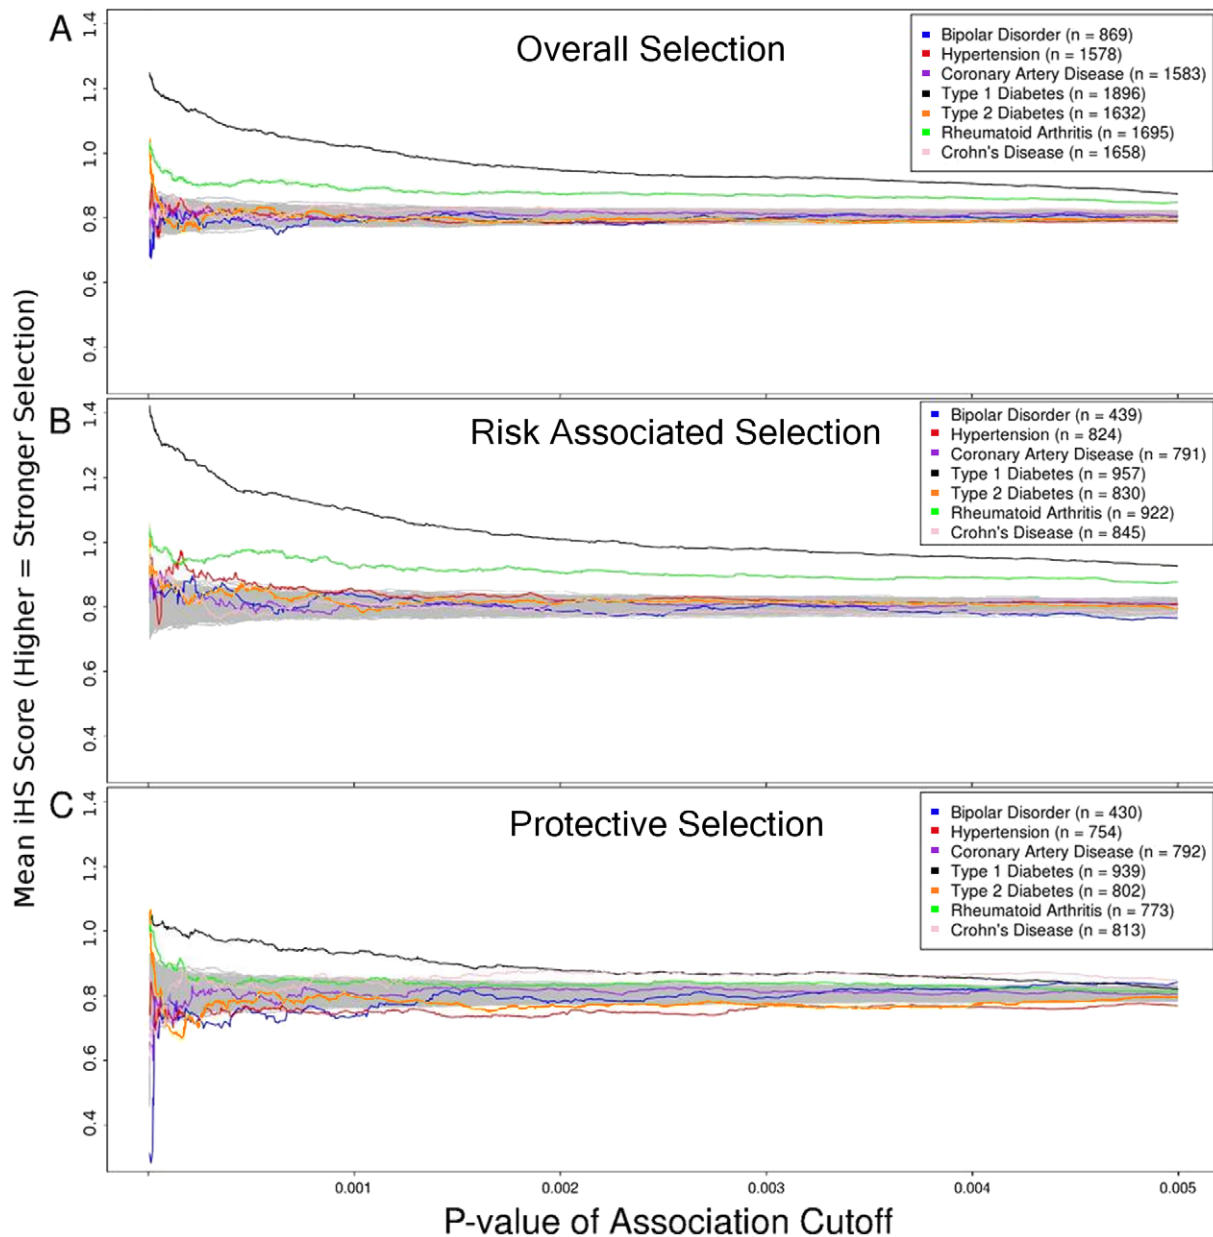 A
Overall Selection
Bipolar Disorder (n = 869)
Hypertension (n = 1578)
Coronary Artery Disease (n = 1583)
Type 1 Diabetes (n = 1896)
Type 2 Diabetes (n = 1632)
Rheumatoid Arthritis (n = 1695)
Crohn's Disease (n = 1658)
1.4
1.2
1.0
0.8
0.6
0.4
B
Risk Associated Selection
Bipolar Disorder (n = 439)
Hypertension (n = 824)
Coronary Artery Disease (n = 791)
Type 1 Diabetes (n = 957)
Type 2 Diabetes (n = 830)
Rheumatoid Arthritis (n = 922)
Crohn's Disease (n = 845)
1.4
1.2
1.0
0.8
0.6
0.4
C
Protective Selection
Bipolar Disorder (n = 430)
Hypertension (n = 754)
Coronary Artery Disease (n = 792)
Type 1 Diabetes (n = 939)
Type 2 Diabetes (n = 802)
Rheumatoid Arthritis (n = 773)
Crohn's Disease (n = 813)
1.4
1.2
1.0
0.8
0.6
0.4
Mean iHS Score (Higher = Stronger Selection)
0.001 0.002 0.003 0.004 0.005
P-value of Association Cutoff